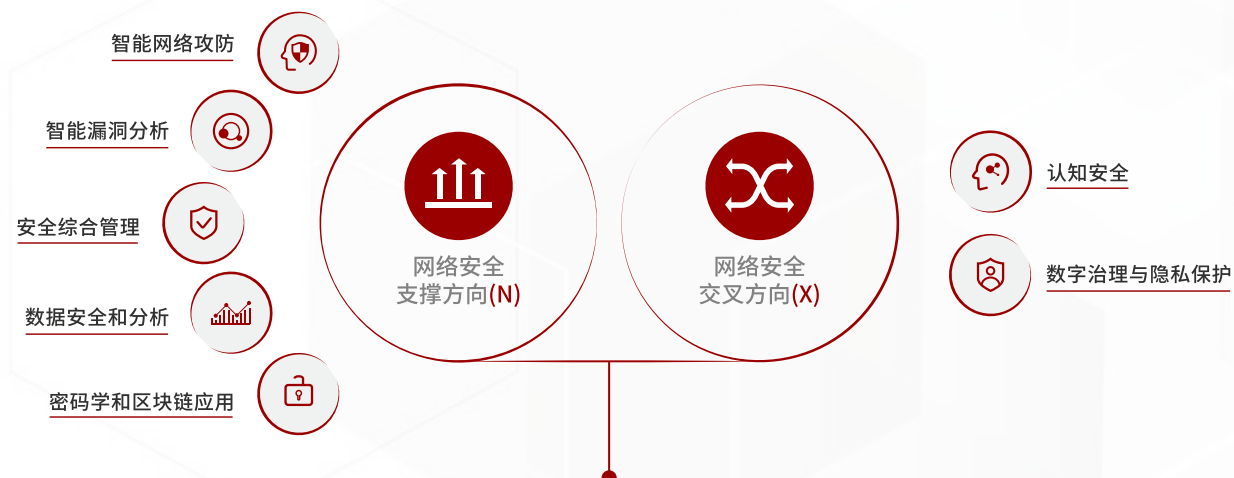 智能网络攻防
智能漏洞分析
安全综合管理
数据安全和分析
密码学和区块链应用
网络安全
支撑方向(N)
网络安全
交叉方向(X)
认知安全
数字治理与隐私保护